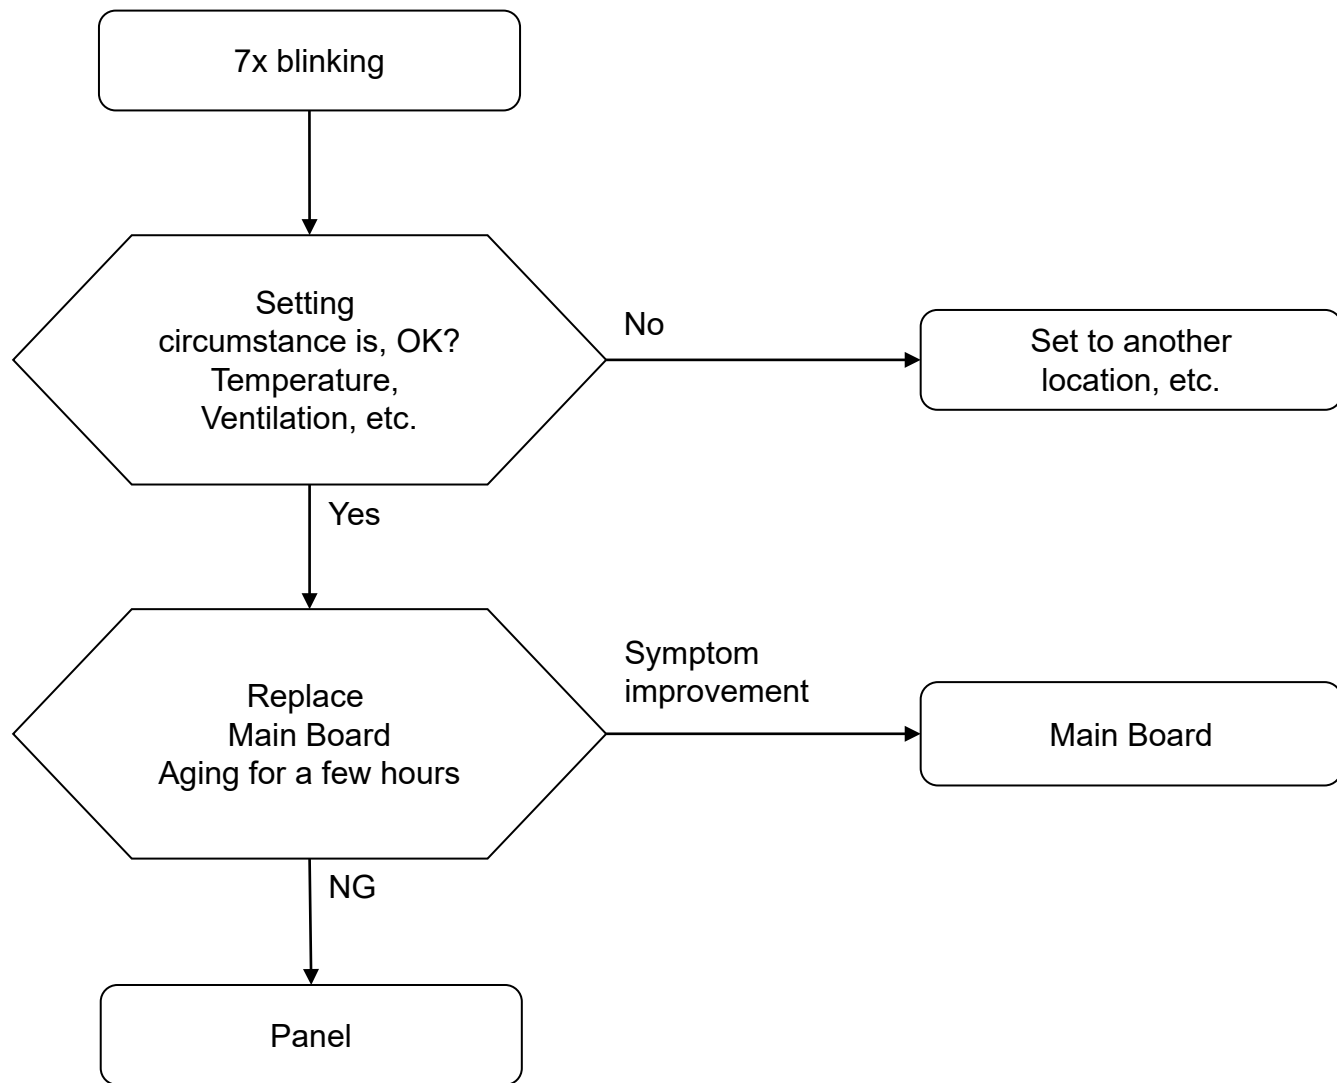 7x blinking
Setting
circumstance is, OK?
Temperature,
Ventilation, etc.
No
Set to another
location, etc.
Yes
Replace
Main Board
Aging for a few hours
Symptom
improvement
Main Board
NG
Panel